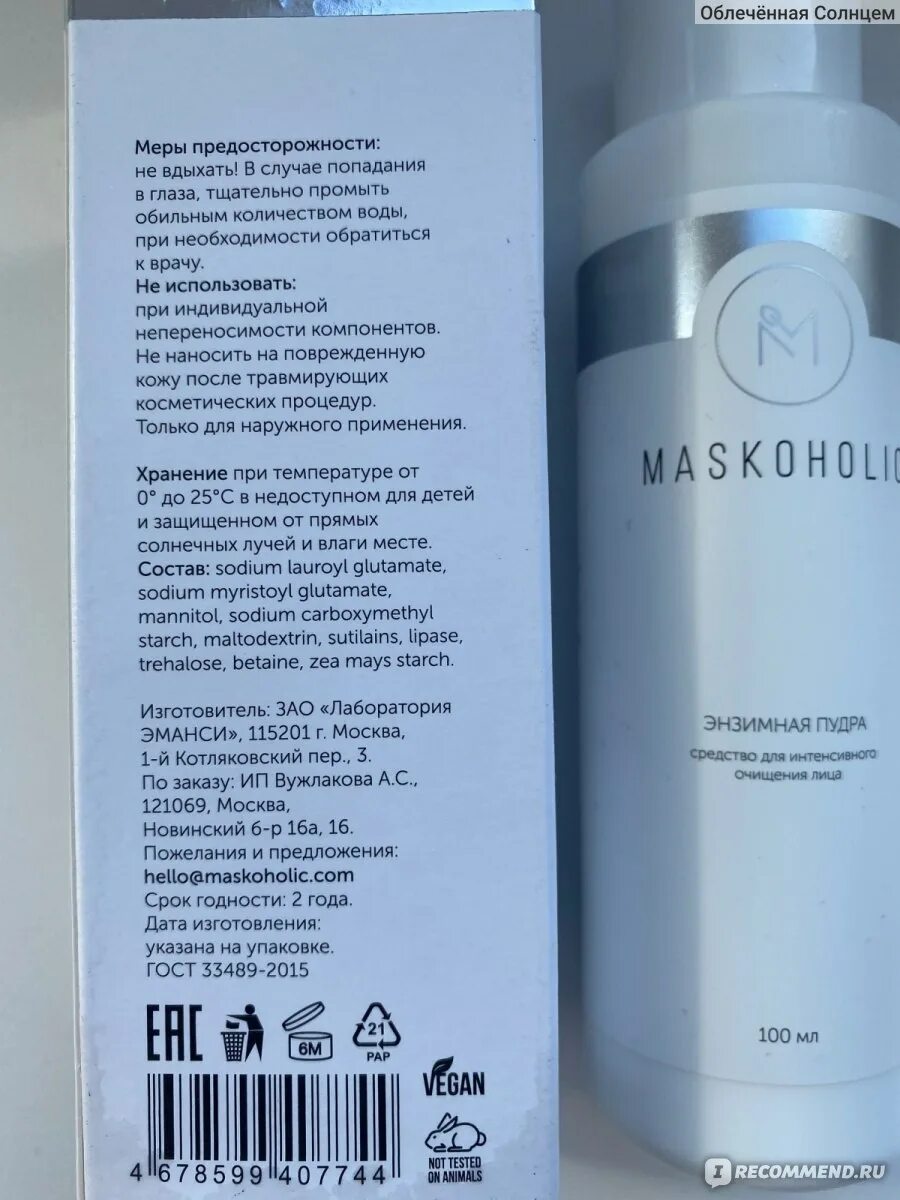 Облечённая Солнцем
Меры предосторожности:
не вдыхать! В случае попадания
в глаза, тщательно промыть
обильным количеством воды,
при необходимости обратиться
к врачу.
Не использовать:
при индивидуальной
непереносимости компонентов.
Не наносить на поврежденную
кожу после травмирующих
косметических процедур.
Только для наружного применения.
Хранение при температуре от
0° до 25°C в недоступном для детей
и защищенном от прямых
солнечных лучей и влаги месте.
Состав: sodium lauroyl glutamate,
sodium myristoyl glutamate,
mannitol, sodium carboxymethyl
starch, maltodextrin, sutilains, lipase,
trehalose, betaine, zea mays starch.
Изготовитель: ЗАО «Лаборатория
ЭМАНСИ», 115201 г. Москва,
1-й Котляковский пер., 3.
По заказу: ИП Вужлакова А.С.,
121069, Москва,
Новинский б-р 16а, 16.
Пожелания и предложения:
hello@maskoholic.com
Срок годности: 2 года.
Дата изготовления:
указана на упаковке.
ГОСТ 33489-2015
EAC
6M
21
PAP
VEGAN
NOT TESTED
ON ANIMALS
4 678599 407744
M
MASKOHOLIC
ЭНЗИМНАЯ ПУДРА
средство для интенсивного
очищения лица
100 мл
IRECOMMEND.RU